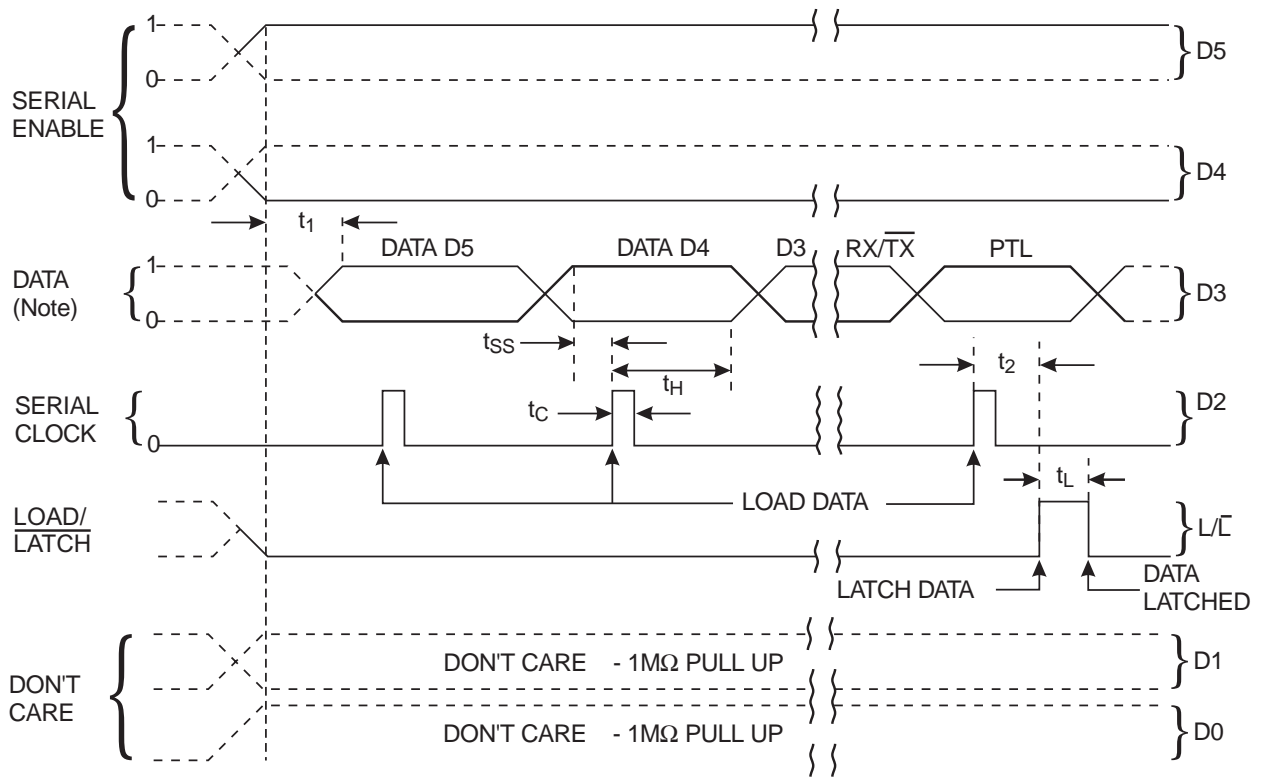 1
0
D5
SERIAL
ENABLE
1
0
D4
t1
DATA D5
DATA D4
D3
RX/TX
PTL
DATA
(Note)
1
0
D3
tSS
tH
t2
SERIAL
CLOCK
0
tC
D2
LOAD DATA
tL
LOAD/
LATCH
L/L
LATCH DATA
DATA
LATCHED
DON'T
CARE
DON'T CARE - 1MΩ PULL UP
D1
DON'T CARE - 1MΩ PULL UP
D0